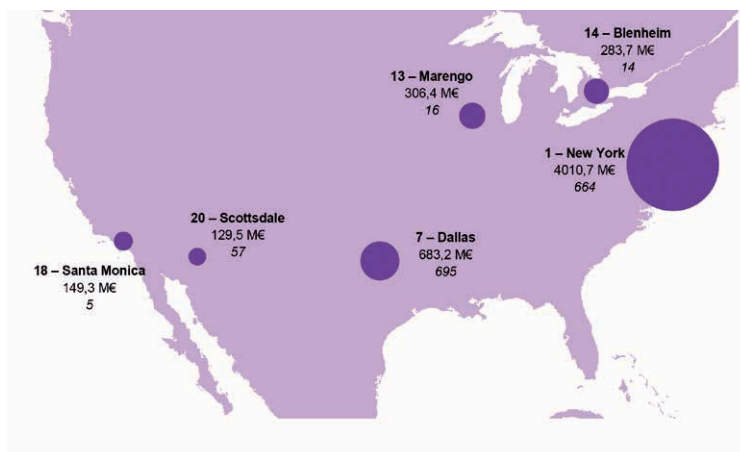 14 – Blenheim
283,7 M€
14
13 – Marengo
306,4 M€
16
1 – New York
4010,7 M€
664
20 – Scottsdale
129,5 M€
57
7 – Dallas
683,2 M€
695
18 – Santa Monica
149,3 M€
5